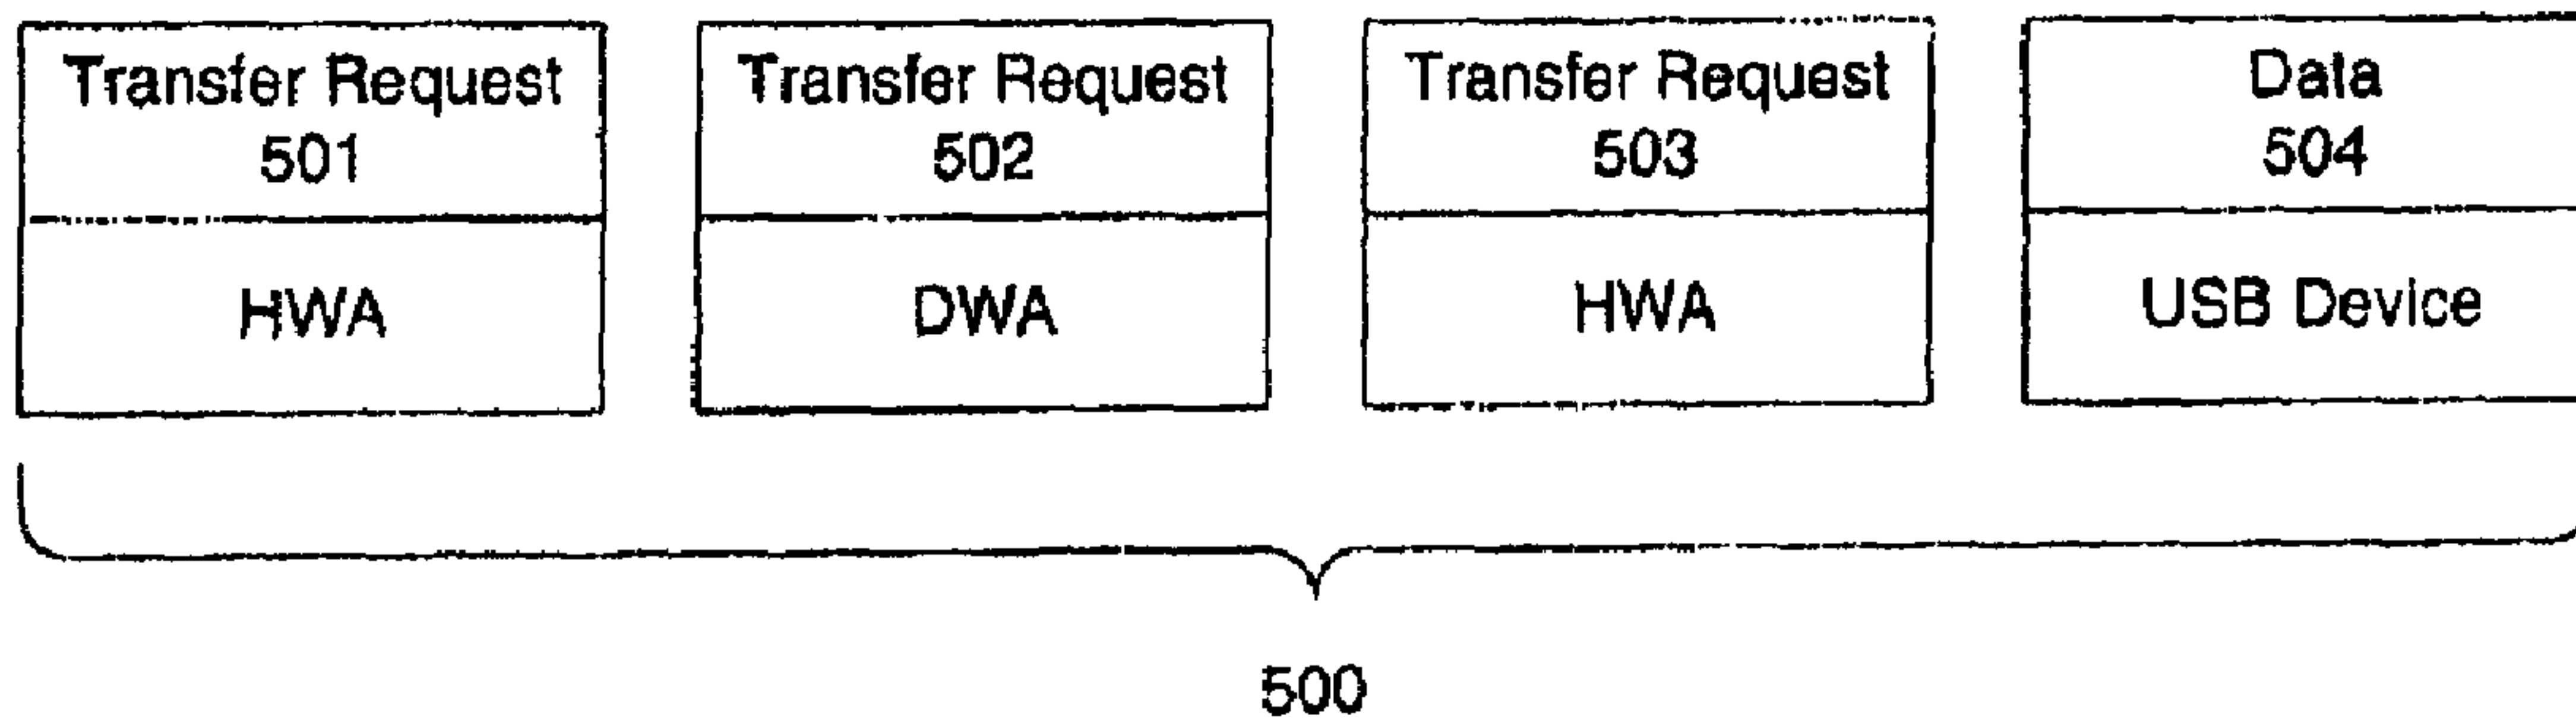 Transfer Request
501
HWA
Transfer Request
502
DWA
Transfer Request
503
HWA
Data
504
USB Device
500